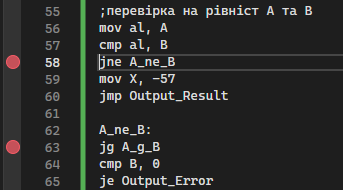 55 ;перевірка на рівніст А та В
56 mov al, A
57 cmp al, B
58 jne A_ne_B
59 mov X, -57
60 jmp Output_Result
61
62 A_ne_B:
63 jg A_g_B
64 cmp B, 0
65 je Output_Error